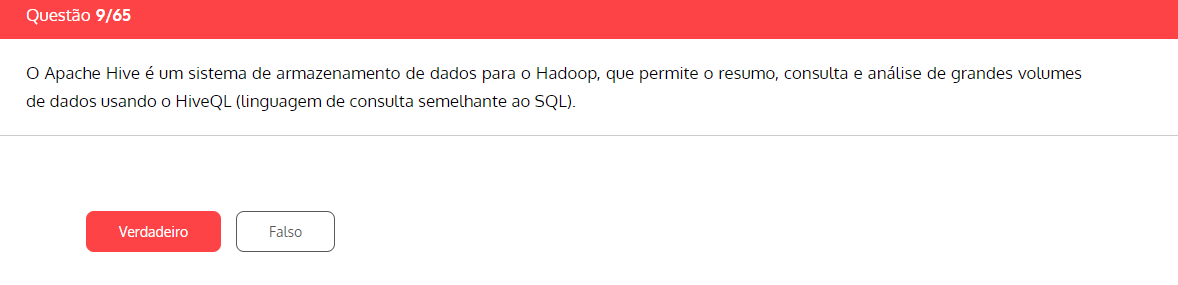 Questão 9/65
O Apache Hive é um sistema de armazenamento de dados para o Hadoop, que permite o resumo, consulta e análise de grandes volumes
de dados usando o HiveQL (linguagem de consulta semelhante ao SQL).
Verdadeiro
Falso